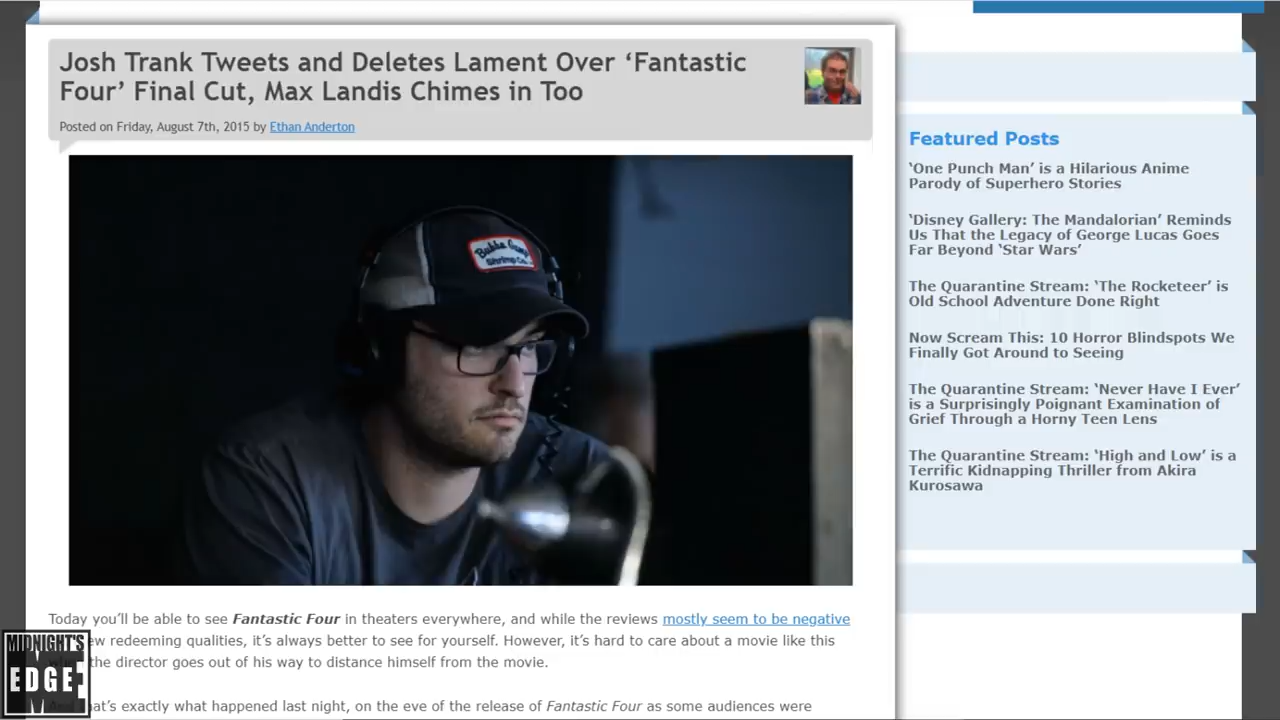 Josh Trank Tweets and Deletes Lament Over ‘Fantastic
Four’ Final Cut, Max Landis Chimes in Too
Posted on Friday, August 7th, 2015 by Ethan Anderton
Bubba Gump
Shrimp Co.
Today you’ll be able to see Fantastic Four in theaters everywhere, and while the reviews mostly seem to be negative
redeeming qualities, it’s always better to see for yourself. However, it’s hard to care about a movie like this
the director goes out of his way to distance himself from the movie.
that’s exactly what happened last night, on the eve of the release of Fantastic Four as some audiences were
Featured Posts
‘One Punch Man’ is a Hilarious Anime
Parody of Superhero Stories
‘Disney Gallery: The Mandalorian’ Reminds
Us That the Legacy of George Lucas Goes
Far Beyond ‘Star Wars’
The Quarantine Stream: ‘The Rocketeer’ is
Old School Adventure Done Right
Now Scream This: 10 Horror Blindspots We
Finally Got Around to Seeing
The Quarantine Stream: ‘Never Have I Ever’
is a Surprisingly Poignant Examination of
Grief Through a Horny Teen Lens
The Quarantine Stream: ‘High and Low’ is a
Terrific Kidnapping Thriller from Akira
Kurosawa
MIDNIGHT'S
EDGE